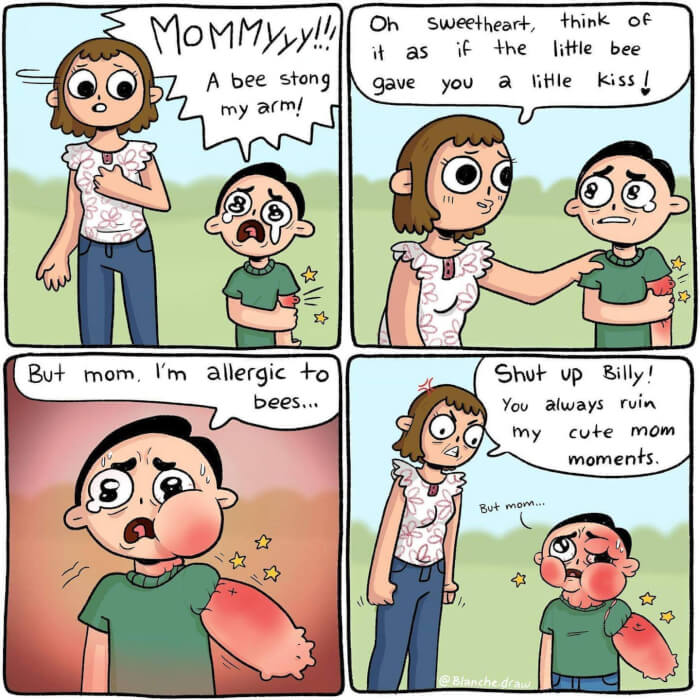 MOMMYyy!!!
A bee stong
my arm!
Oh sweetheart, think of
it as if the little bee
gave you a little kiss!
But mom, I'm allergic to
bees...
Shut up Billy!
You always ruin
my cute mom
moments.
But mom...
@Blanche.draw